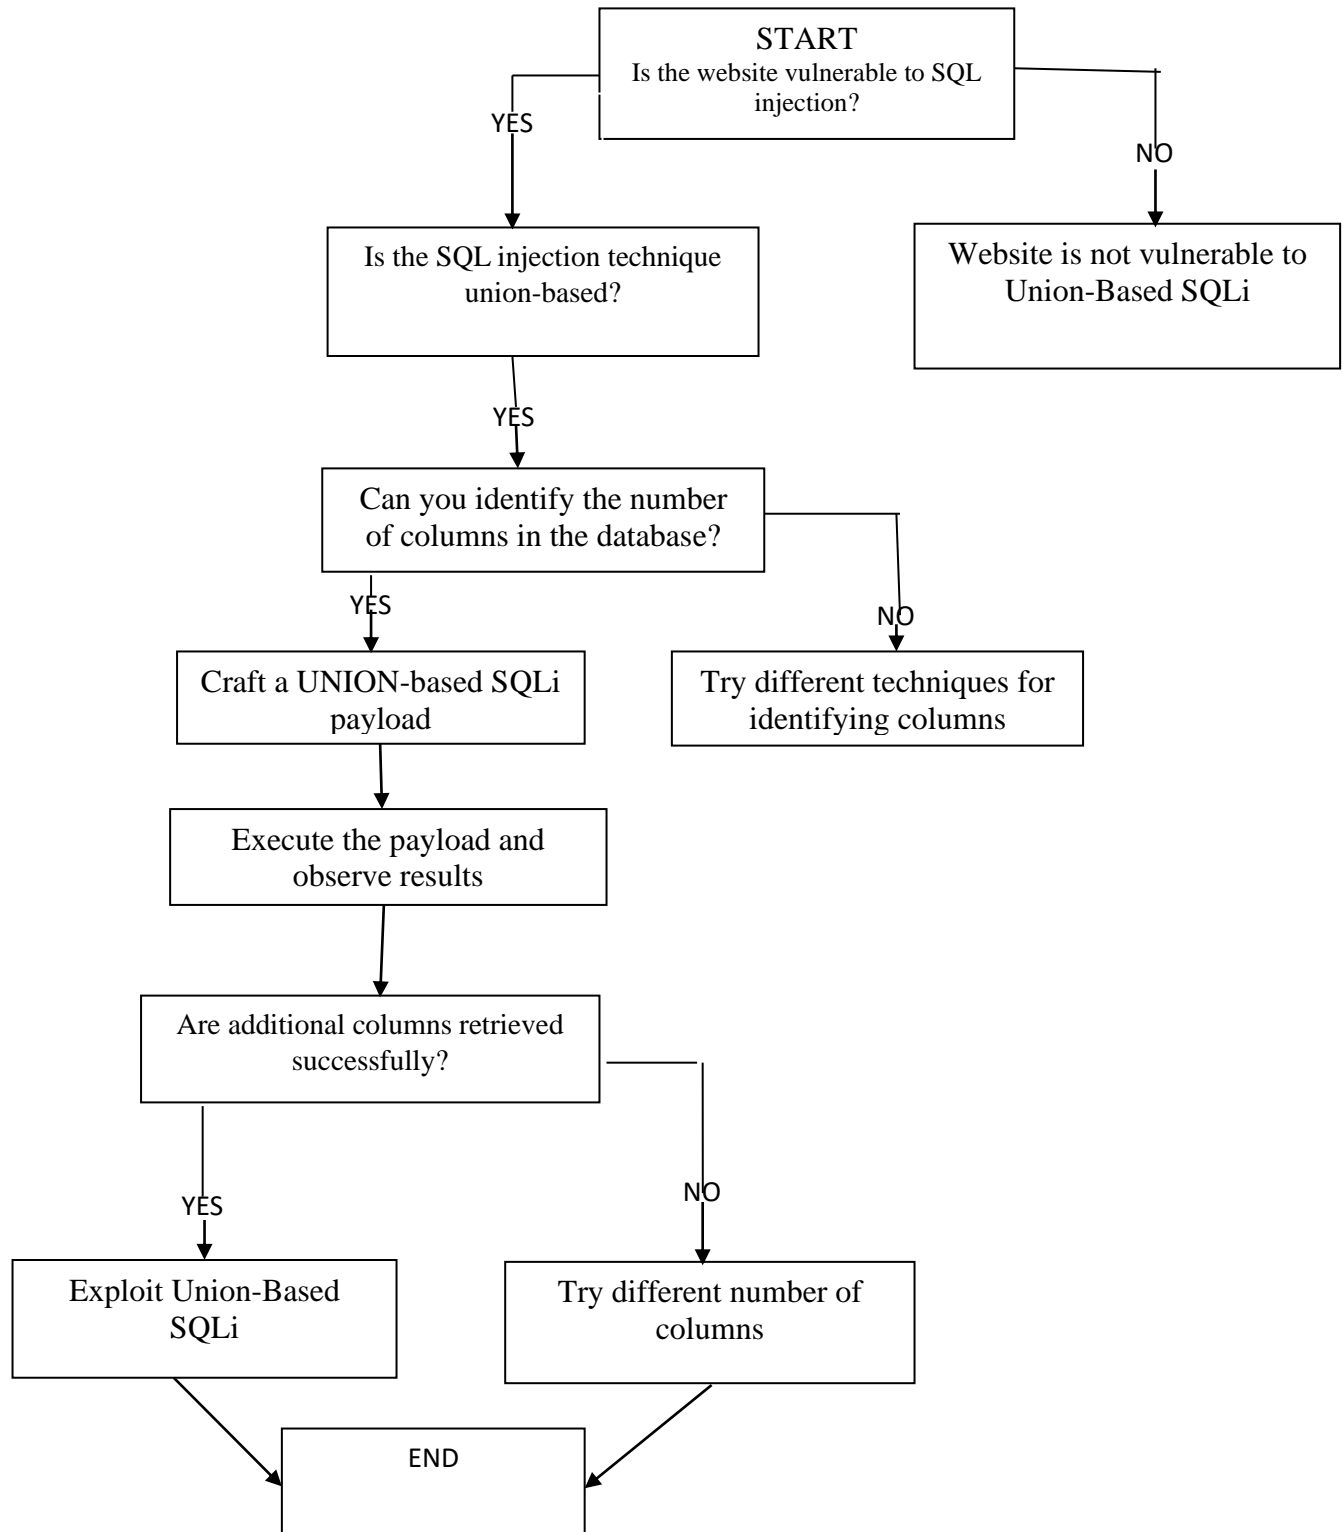 START
Is the website vulnerable to SQL
injection?
YES
NO
Is the SQL injection technique
union-based?
Website is not vulnerable to
Union-Based SQLi
YES
Can you identify the number
of columns in the database?
YES
NO
Craft a UNION-based SQLi
payload
Try different techniques for
identifying columns
Execute the payload and
observe results
Are additional columns retrieved
successfully?
YES
NO
Exploit Union-Based
SQLi
Try different number of
columns
END